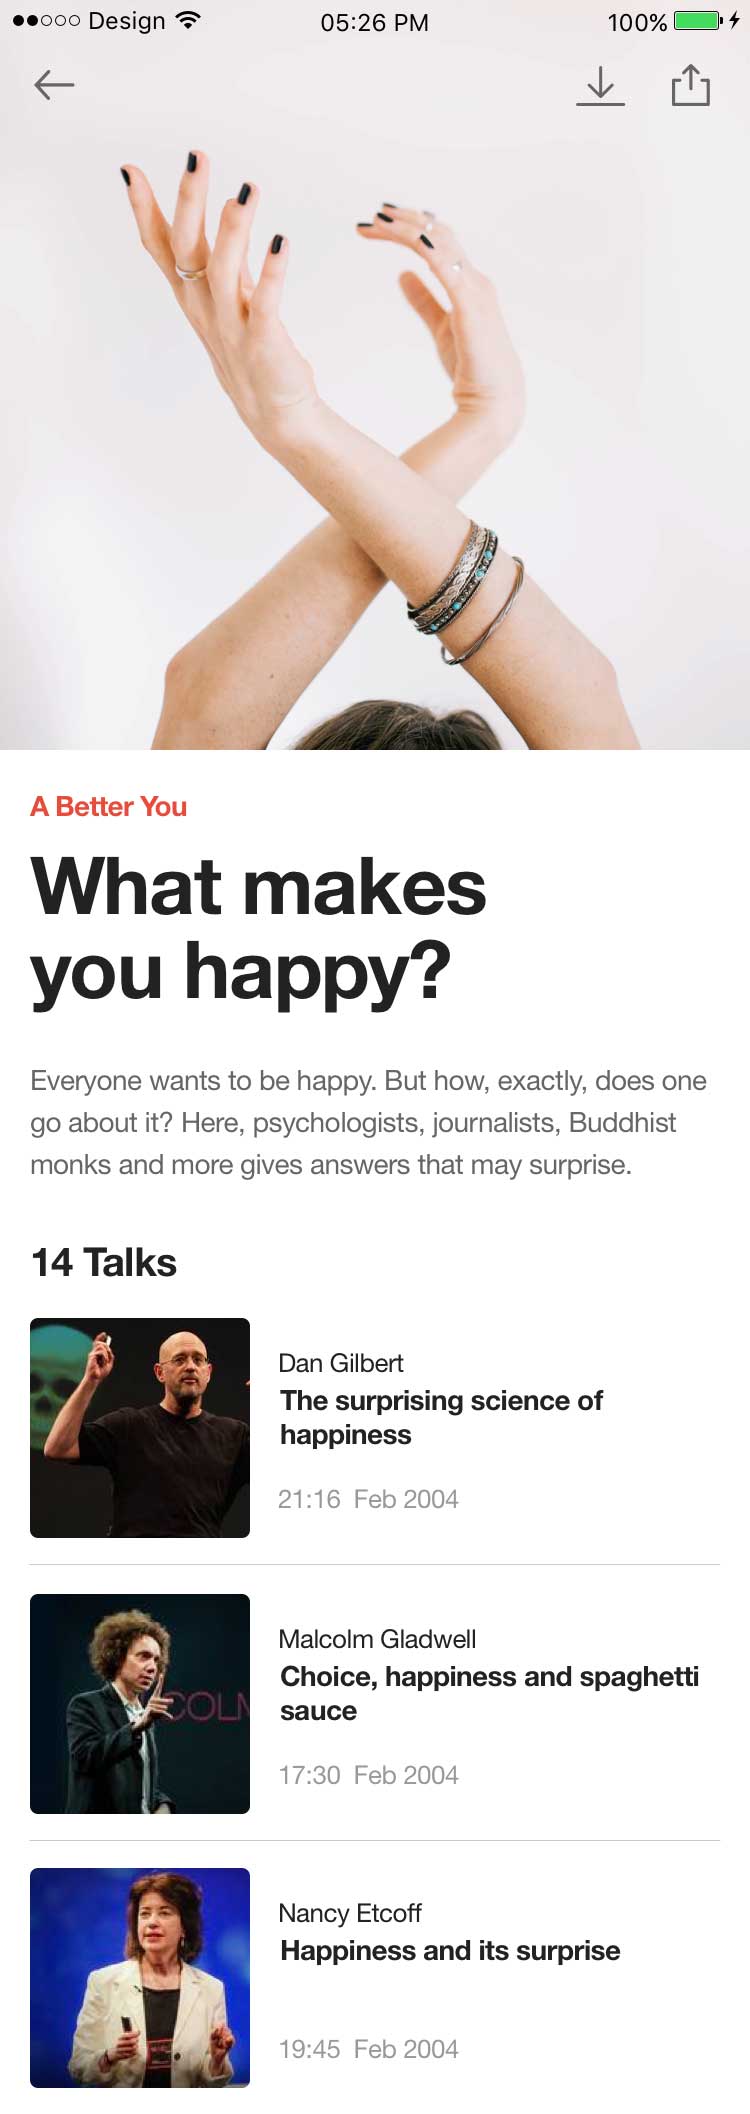 Design 05:26 PM 100%
A Better You
What makes
you happy?
Everyone wants to be happy. But how, exactly, does one
go about it? Here, psychologists, journalists, Buddhist
monks and more gives answers that may surprise.
14 Talks
Dan Gilbert
The surprising science of
happiness
21:16 Feb 2004
COLM
Malcolm Gladwell
Choice, happiness and spaghetti
sauce
17:30 Feb 2004
Nancy Etcoff
Happiness and its surprise
19:45 Feb 2004